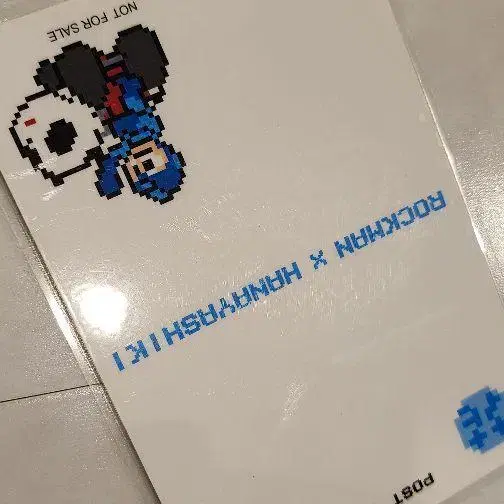 POST
ROCKMAN X HANAYASHIKI
NOT FOR SALE